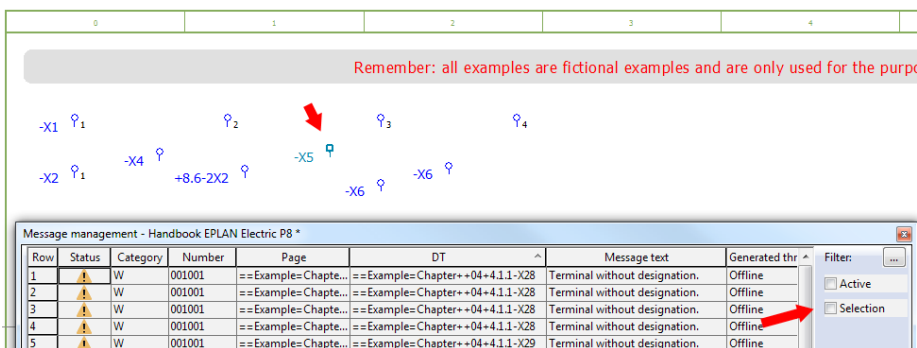 0 1 2 3 4
Remember: all examples are fictional examples and are only used for the purpo
-X1 1 2 3 4
-X4 -X5
-X2 1 +8.6-2X2 -X6
-X6
Message management - Handbook EPLAN Electric P8 *
Row Status Category Number Page DT Message text Generated thr Filter: ...
1 W 001001 ==Example=Chapte... ==Example=Chapter++04+4.1.1-X28 Terminal without designation. Offline Active
2 W 001001 ==Example=Chapte... ==Example=Chapter++04+4.1.1-X28 Terminal without designation. Offline
3 W 001001 ==Example=Chapte... ==Example=Chapter++04+4.1.1-X28 Terminal without designation. Offline Selection
4 W 001001 ==Example=Chapte... ==Example=Chapter++04+4.1.1-X28 Terminal without designation. Offline
5 W 001001 ==Example=Chapte... ==Example=Chapter++04+4.1.1-X29 Terminal without designation. Offline